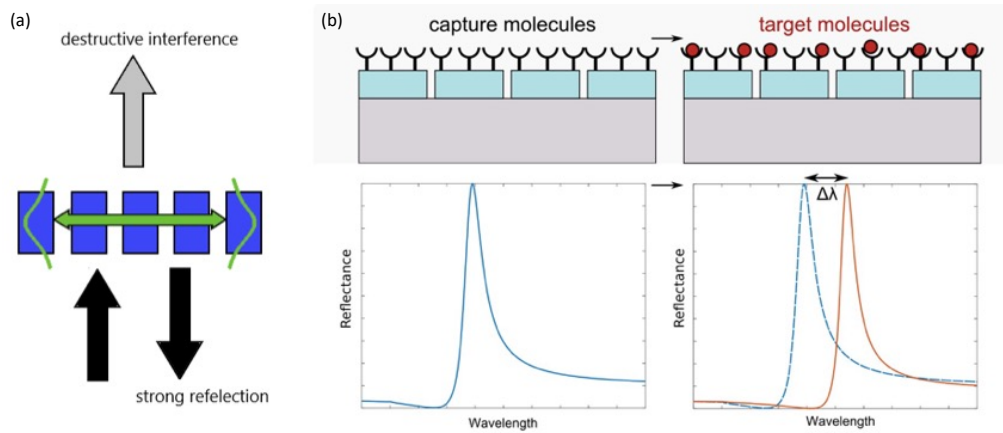 (a)
destructive interference
strong refelection
(b)
capture molecules
target molecules
Reflectance
Wavelength
Δλ
Reflectance
Wavelength